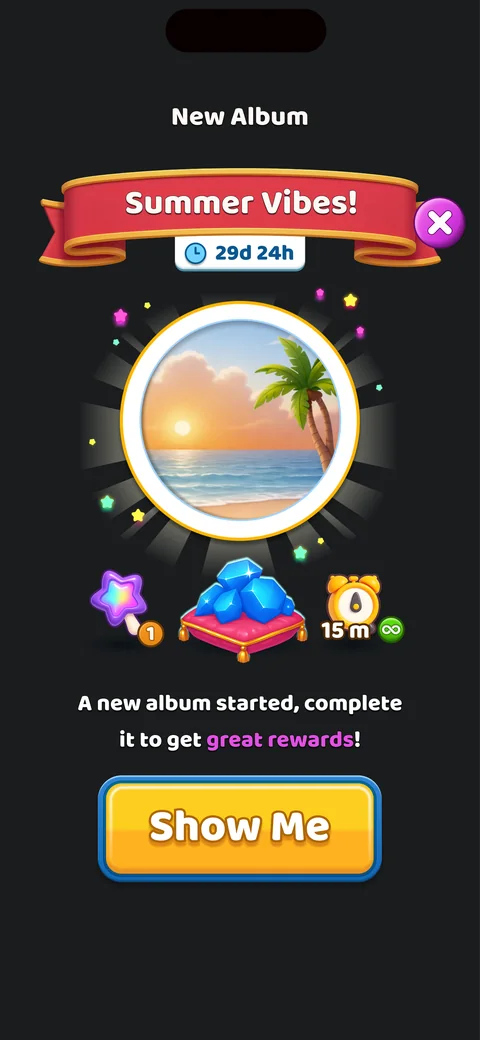 New Album
Summer Vibes!
29d 24h
1
15 m ∞
A new album started, complete
it to get great rewards!
Show Me